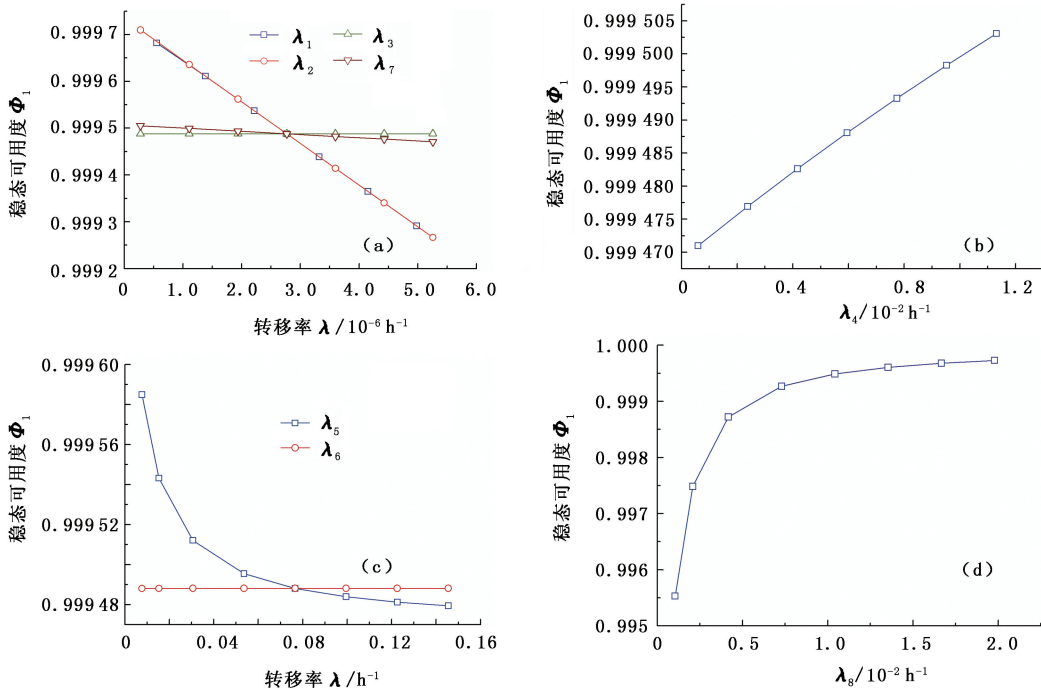 0.999 7
0.999 6
0.999 5
0.999 4
0.999 3
0.999 2
稳态可用度 Φ₁
λ₁
λ₂
λ₃
λ₇
(a)
0 1.0 2.0 3.0 4.0 5.0 6.0
转移率 λ /10⁻⁶ h⁻¹
0.999 505
0.999 500
0.999 495
0.999 490
0.999 485
0.999 480
0.999 475
0.999 470
稳态可用度 Φ₁
(b)
0 0.4 0.8 1.2
λ₄/10⁻² h⁻¹
0.999 60
0.999 56
0.999 52
0.999 48
稳态可用度 Φ₁
λ₅
λ₆
(c)
0 0.04 0.08 0.12 0.16
转移率 λ /h⁻¹
1.000
0.999
0.998
0.997
0.996
0.995
稳态可用度 Φ₁
(d)
0 0.5 1.0 1.5 2.0
λ₈/10⁻² h⁻¹